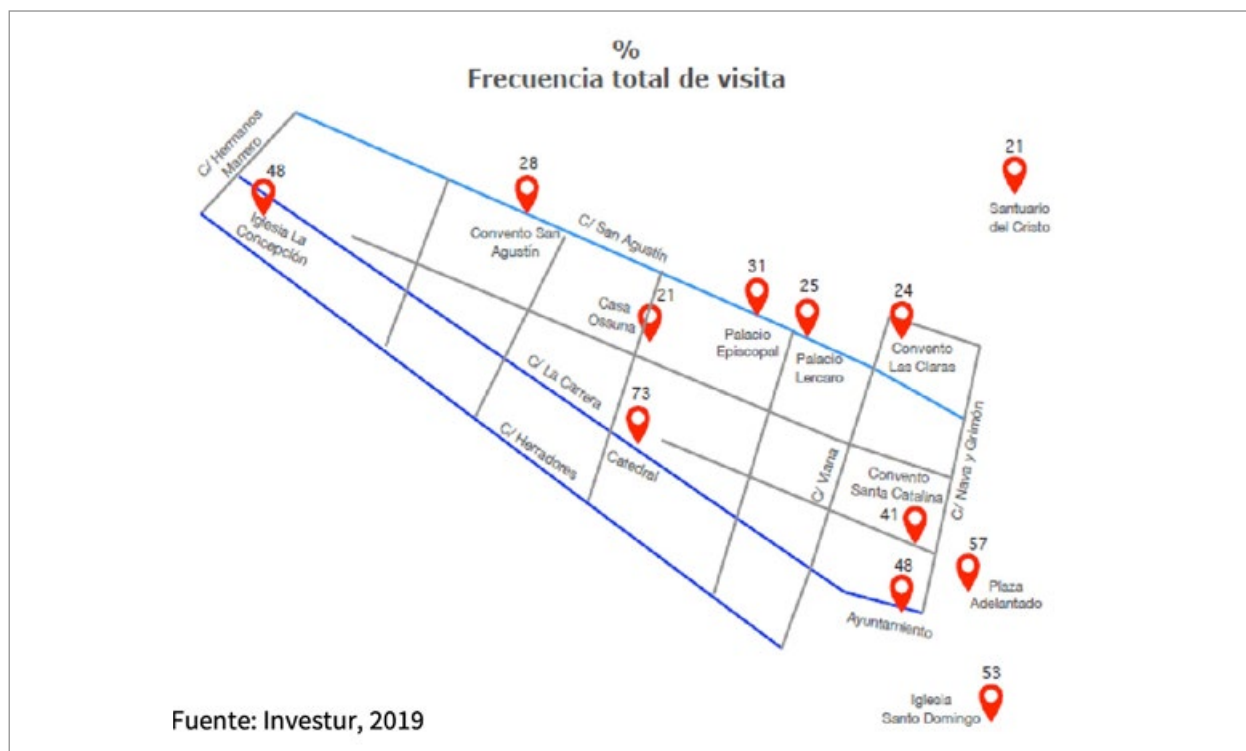 %
Frecuencia total de visita
C/ Hermanos
Marrero
48
Iglesia La
Concepción
28
Convento San
Agustín
C/ San Agustín
21
Santuario
del Cristo
21
Casa
Ossuna
31
Palacio
Episcopal
25
Palacio
Lercaro
24
Convento
Las Claras
C/ La Carrera
73
Catedral
C/ Herradores
C/ Viana
C/ Nava y Grimón
Convento
Santa Catalina
41
57
Plaza
Adelantado
48
Ayuntamiento
53
Iglesia
Santo Domingo
Fuente: Investur, 2019